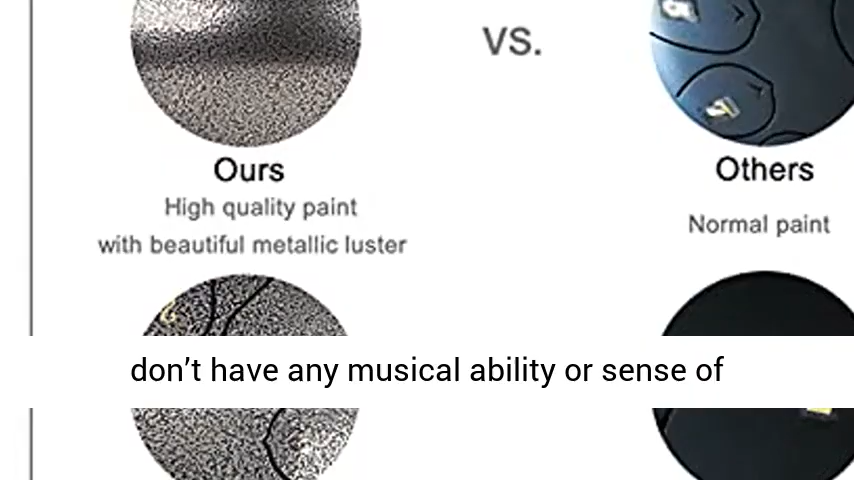 VS.
Ours
Others
High quality paint
with beautiful metallic luster
Normal paint
don’t have any musical ability or sense of